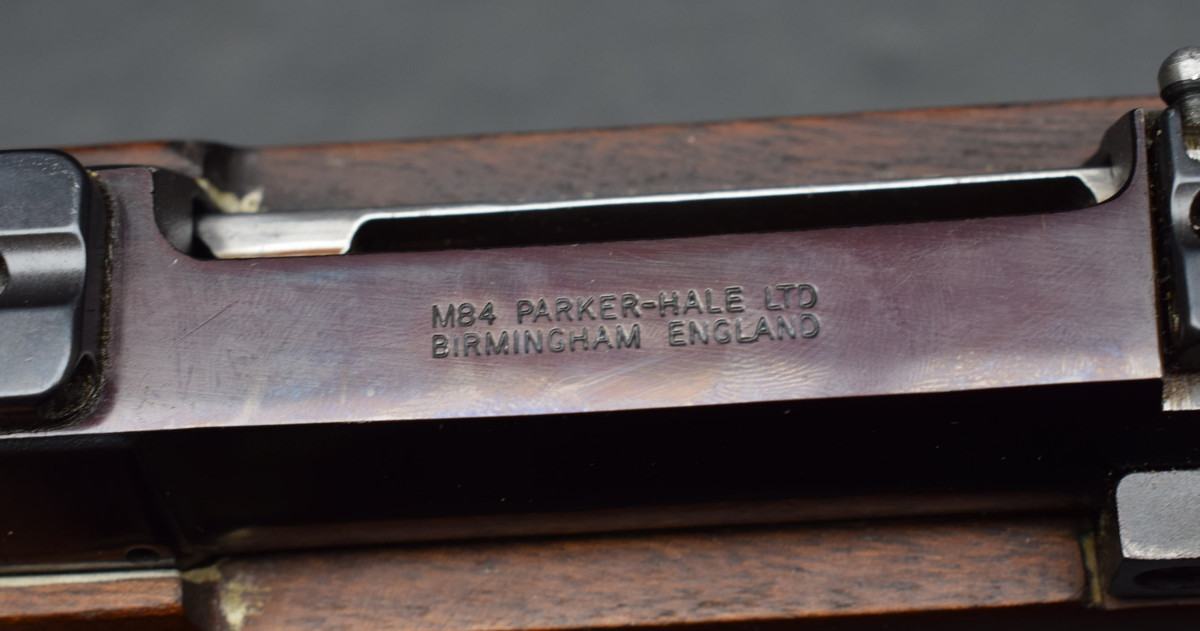 M84 PARKER-HALE LTD
BIRMINGHAM ENGLAND